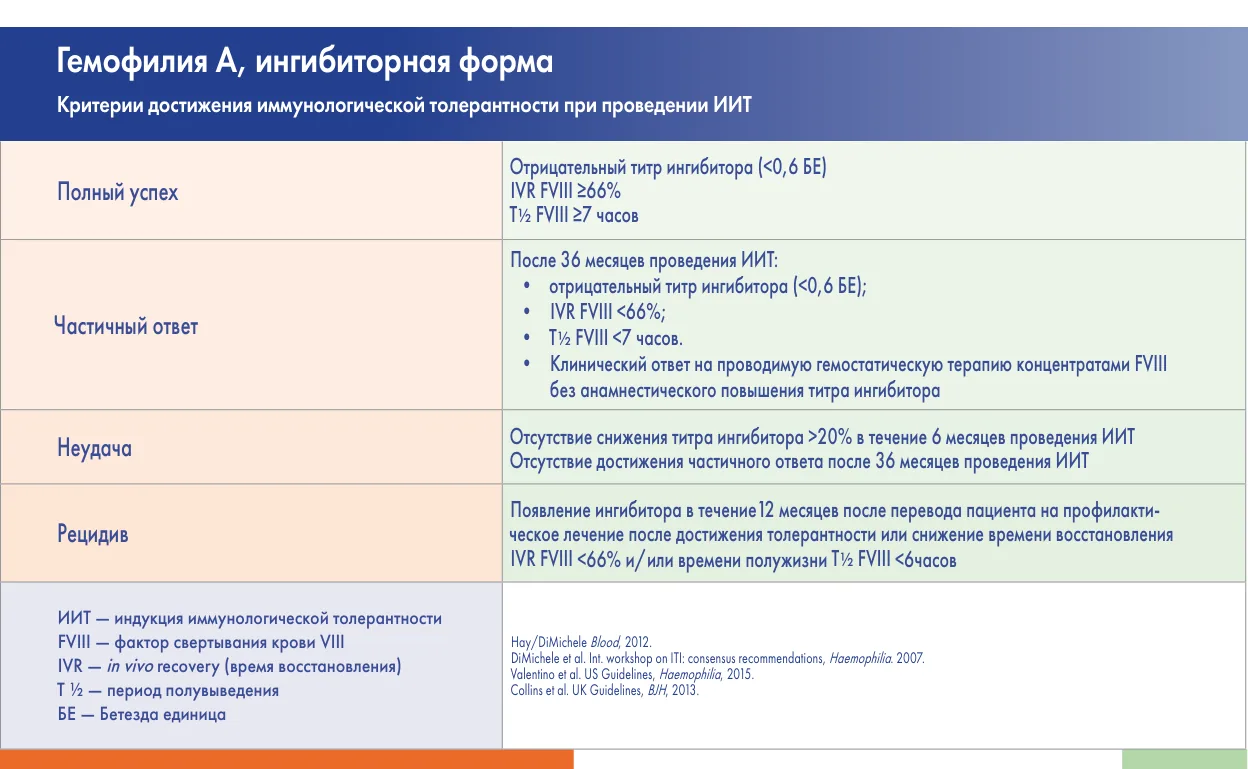 Гемофилия А, ингибиторная форма
Критерии достижения иммунологической толерантности при проведении ИИТ
Полный успех
Отрицательный титр ингибитора (<0,6 БЕ)
IVR FVIII ≥66%
T½ FVIII ≥7 часов
Частичный ответ
После 36 месяцев проведения ИИТ:
• отрицательный титр ингибитора (<0,6 БЕ);
• IVR FVIII <66%;
• T½ FVIII <7 часов.
• Клинический ответ на проводимую гемостатическую терапию концентратами FVIII
без анамнестического повышения титра ингибитора
Неудача
Отсутствие снижения титра ингибитора >20% в течение 6 месяцев проведения ИИТ
Отсутствие достижения частичного ответа после 36 месяцев проведения ИИТ
Рецидив
Появление ингибитора в течение 12 месяцев после перевода пациента на профилакти-
ческое лечение после достижения толерантности или снижение времени восстановления
IVR FVIII <66% и/или времени полужизни T½ FVIII <6часов
ИИТ — индукция иммунологической толерантности
FVIII — фактор свертывания крови VIII
IVR — in vivo recovery (время восстановления)
T ½ — период полувыведения
БЕ — Бетезда единица
Hay/DiMichele Blood, 2012.
DiMichele et al. Int. workshop on ITI: consensus recommendations, Haemophilia. 2007.
Valentino et al. US Guidelines, Haemophilia, 2015.
Collins et al. UK Guidelines, BJH, 2013.